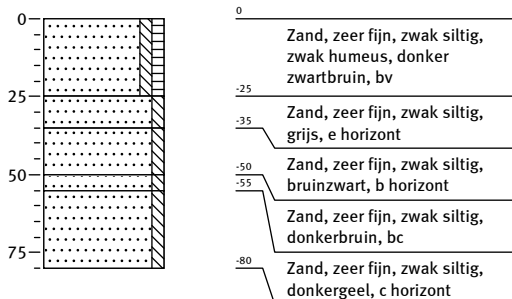 0
25
50
75
0
Zand, zeer fijn, zwak siltig,
zwak humeus, donker
zwartbruin, bv
-25
-35
Zand, zeer fijn, zwak siltig,
grijs, e horizont
-50
Zand, zeer fijn, zwak siltig,
bruinzwart, b horizont
-55
Zand, zeer fijn, zwak siltig,
donkerbruin, bc
-80
Zand, zeer fijn, zwak siltig,
donkergeel, c horizont